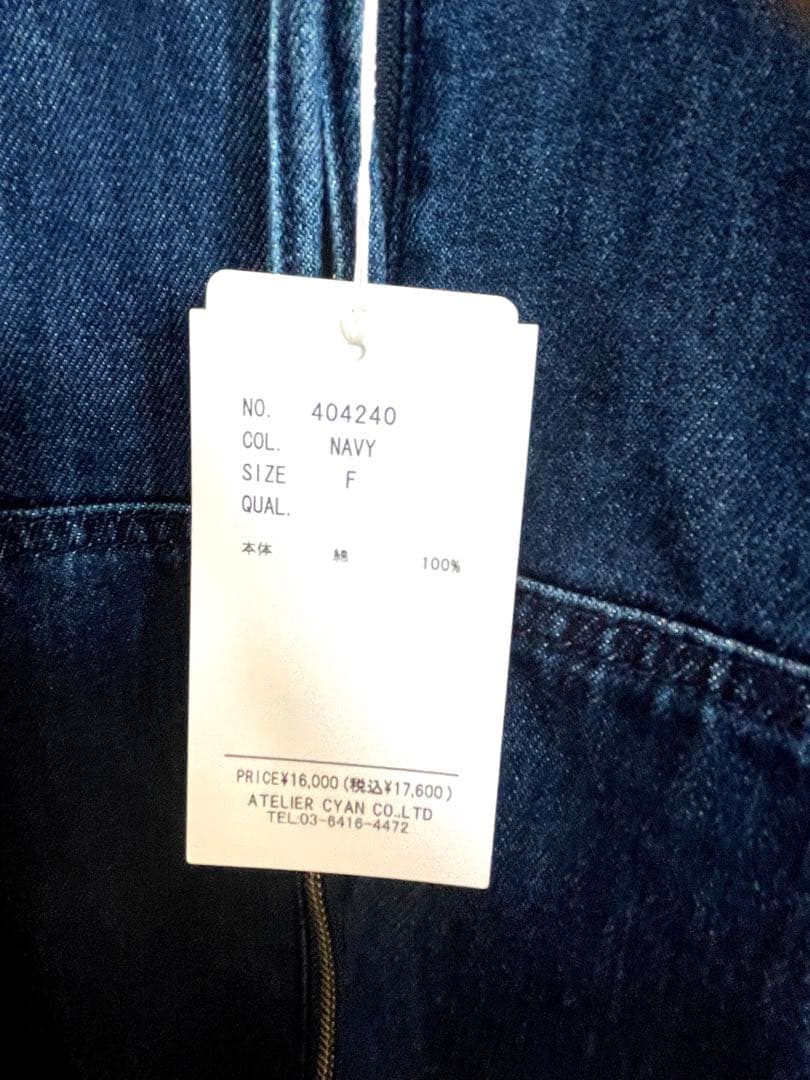 NO. 404240
COL. NAVY
SIZE F
QUAL.
本体 綿 100%
PRICE¥16,000(税込¥17,600)
ATELIER CYAN CO.,LTD
TEL:03-6416-4472